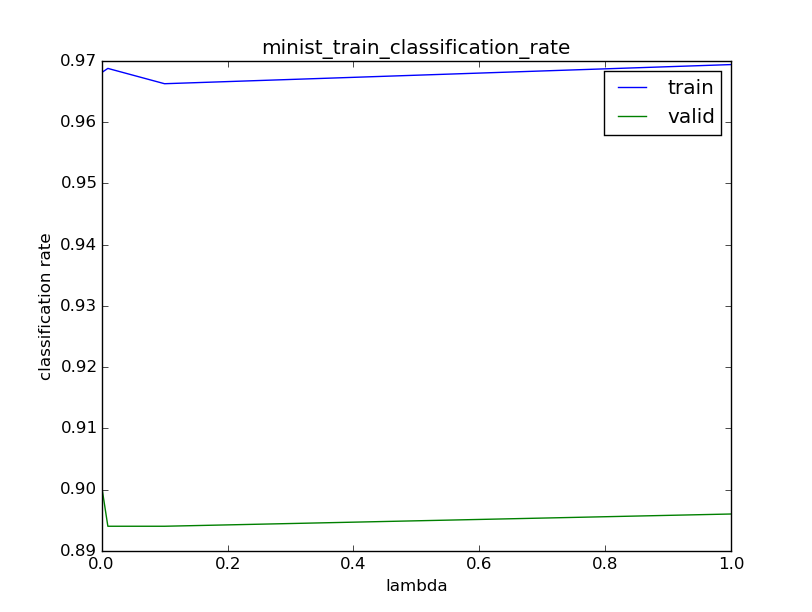 minist_train_classification_rate
train
valid
classification rate
0.97
0.96
0.95
0.94
0.93
0.92
0.91
0.90
0.89
0.0 0.2 0.4 0.6 0.8 1.0
lambda